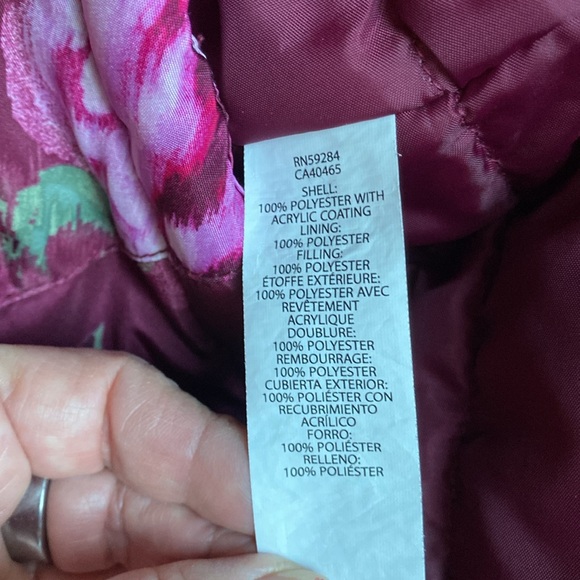 RN59284
CA40465
SHELL:
100% POLYESTER WITH
ACRYLIC COATING
LINING:
100% POLYESTER
FILLING:
100% POLYESTER
ÉTOFFE EXTÉRIEURE:
100% POLYESTER AVEC
REVÊTEMENT
ACRYLIQUE
DOUBLURE:
100% POLYESTER
REMBOURRAGE:
100% POLYESTER
CUBIERTA EXTERIOR:
100% POLIÉSTER CON
RECUBRIMIENTO
ACRÍLICO
FORRO:
100% POLIÉSTER
RELLENO:
100% POLIÉSTER